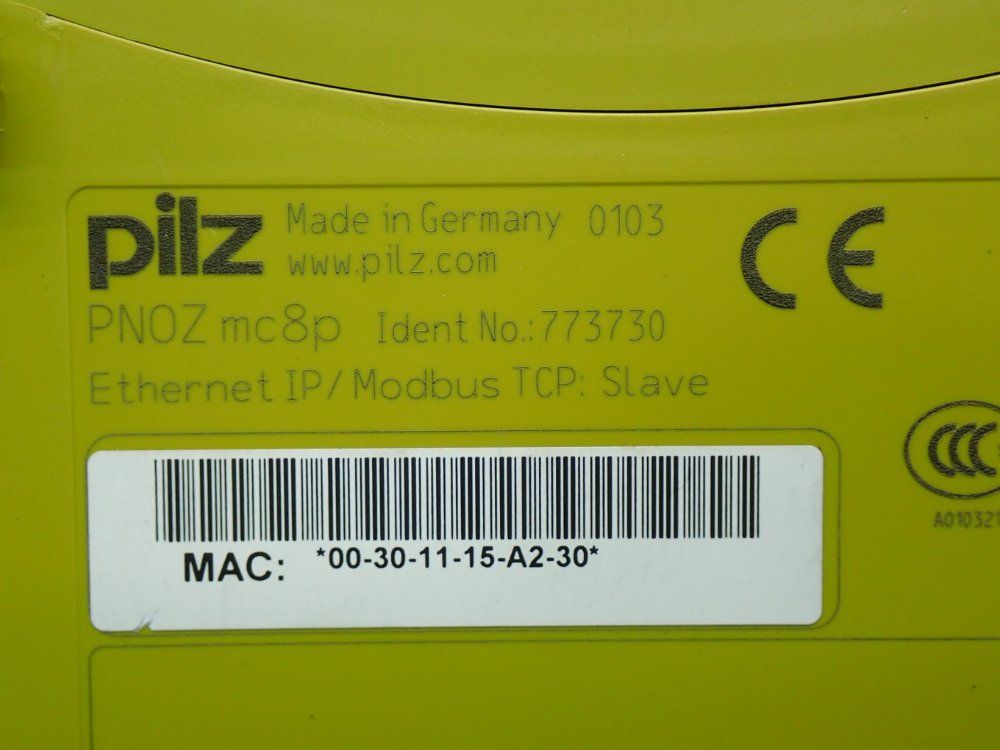 pilz Made in Germany 0103
www.pilz.com
CE
PNOZ mc8p Ident No.:773730
Ethernet IP/Modbus TCP: Slave
CCC
A010321
MAC: *00-30-11-15-A2-30*